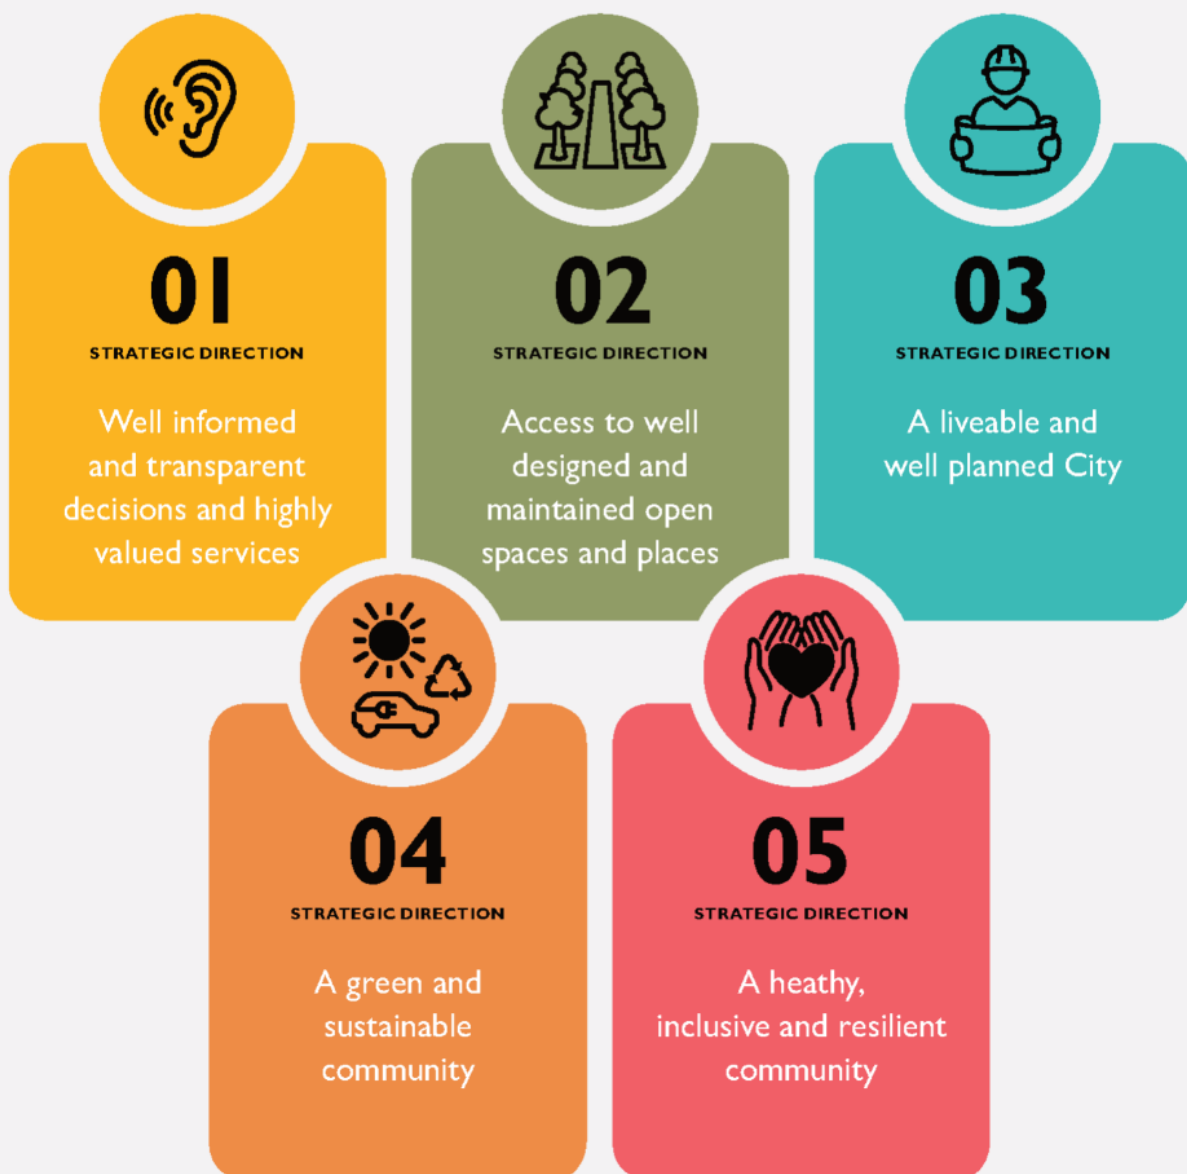 01
STRATEGIC DIRECTION
Well informed
and transparent
decisions and highly
valued services
02
STRATEGIC DIRECTION
Access to well
designed and
maintained open
spaces and places
03
STRATEGIC DIRECTION
A liveable and
well planned City
04
STRATEGIC DIRECTION
A green and
sustainable
community
05
STRATEGIC DIRECTION
A heathy,
inclusive and resilient
community